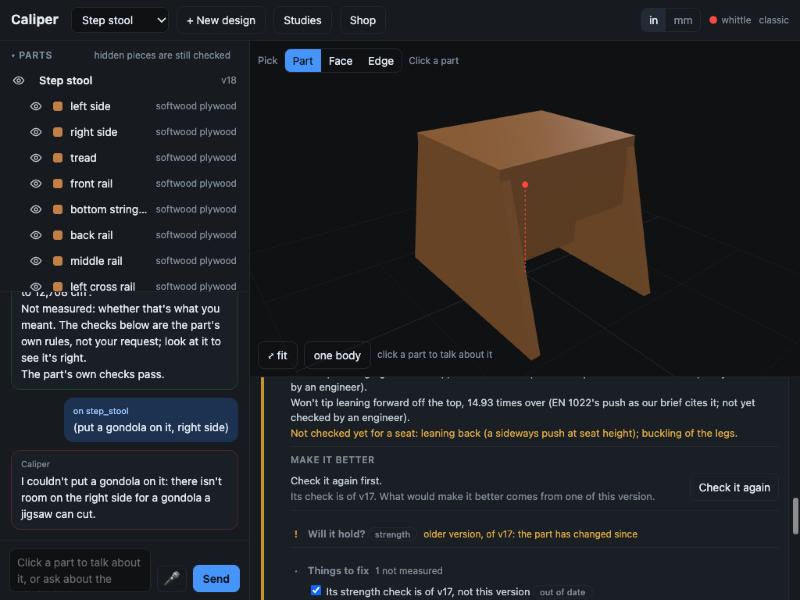 Caliper
Step stool
+ New design
Studies
Shop
in
mm
whittle
classic
PARTS
hidden pieces are still checked
Step stool
v18
left side
softwood plywood
right side
softwood plywood
tread
softwood plywood
front rail
softwood plywood
bottom string...
softwood plywood
back rail
softwood plywood
middle rail
softwood plywood
left cross rail
softwood plywood
Not measured: whether that's what you
meant. The checks below are the part's
own rules, not your request; look at it to
see it's right.
The part's own checks pass.
on step_stool
(put a gondola on it, right side)
Caliper
I couldn't put a gondola on it: there isn't
room on the right side for a gondola a
jigsaw can cut.
Click a part to talk about
it, or ask about the
Send
Pick
Part
Face
Edge
Click a part
fit
one body
click a part to talk about it
by an engineer).
Won't tip leaning forward off the top, 14.93 times over (EN 1022's push as our brief cites it; not yet
checked by an engineer).
Not checked yet for a seat: leaning back (a sideways push at seat height); buckling of the legs.
MAKE IT BETTER
Check it again first.
Its check is of v17. What would make it better comes from one of this version.
Check it again
! Will it hold? strength older version, of v17: the part has changed since
· Things to fix 1 not measured
Its strength check is of v17, not this version out of date